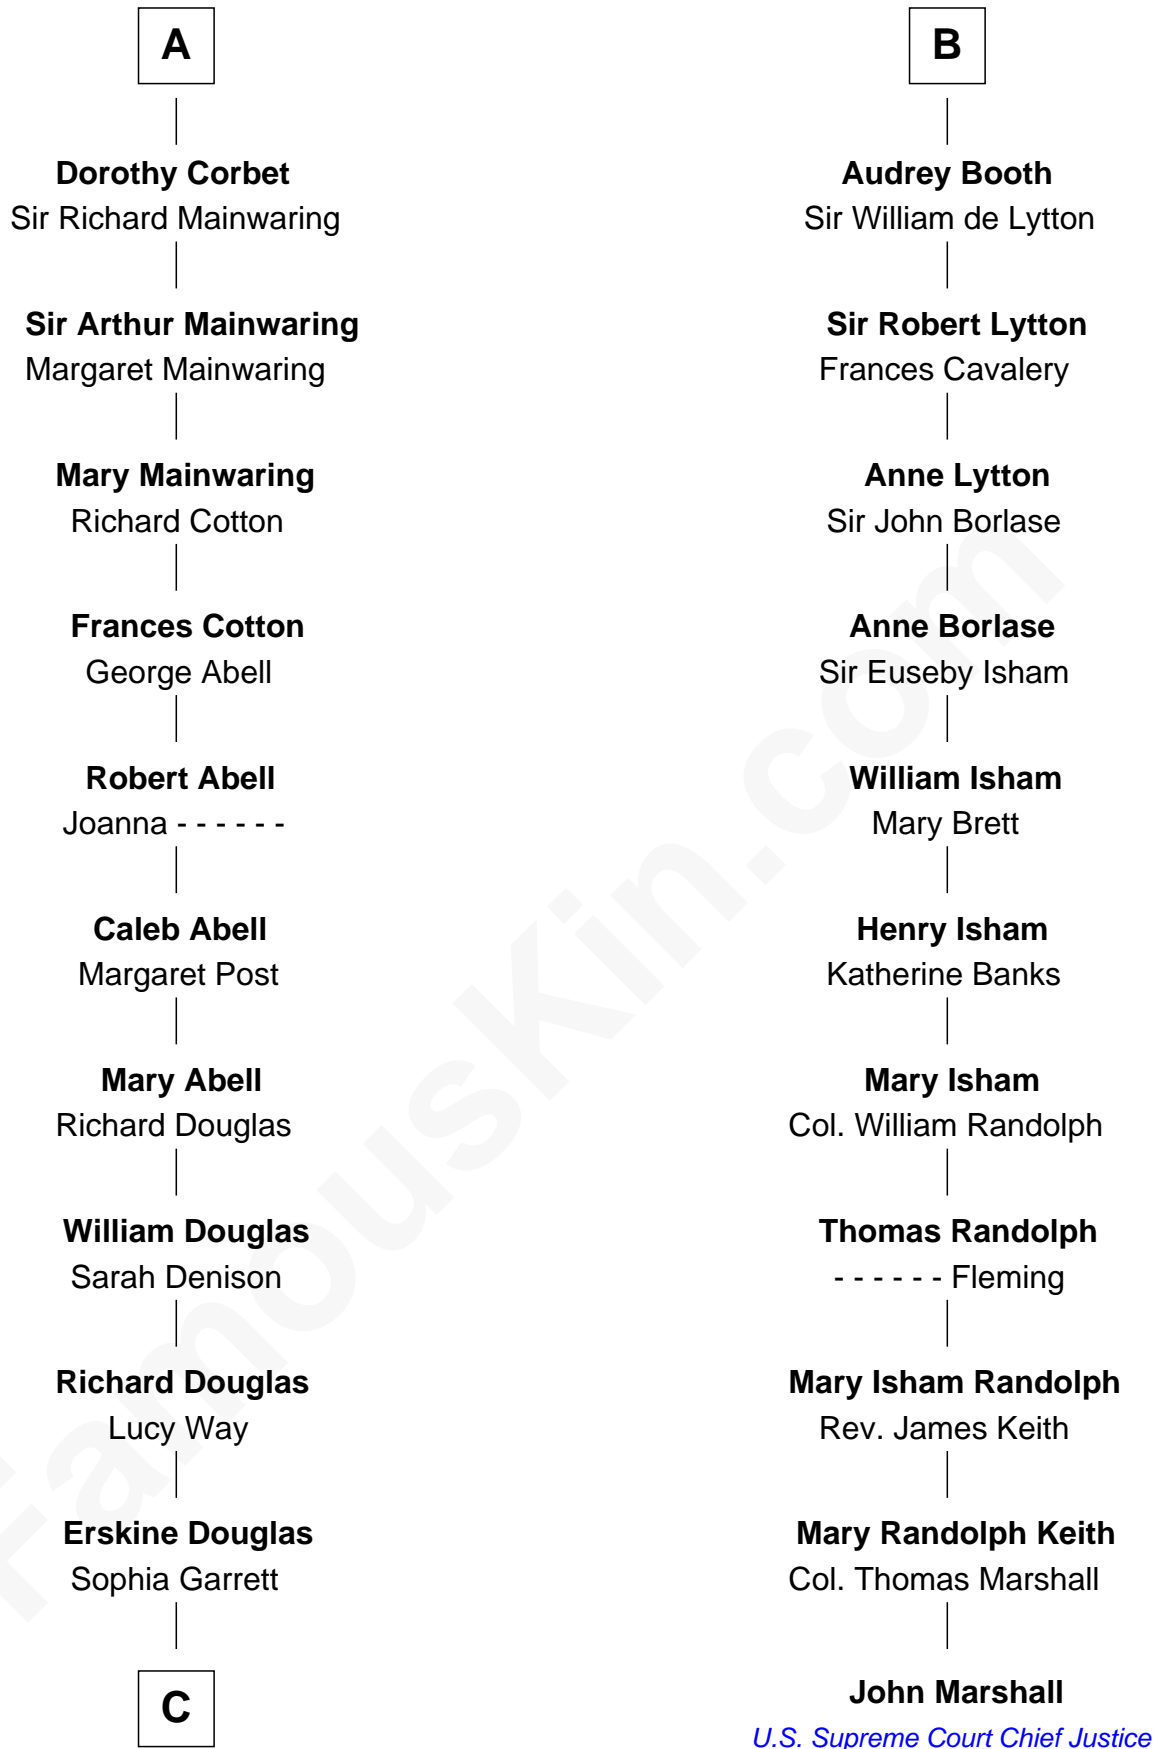 A
Dorothy Corbet
Sir Richard Mainwaring
Sir Arthur Mainwaring
Margaret Mainwaring
Mary Mainwaring
Richard Cotton
Frances Cotton
George Abell
Robert Abell
Joanna - - - - - -
Caleb Abell
Margaret Post
Mary Abell
Richard Douglas
William Douglas
Sarah Denison
Richard Douglas
Lucy Way
Erskine Douglas
Sophia Garrett
C
B
Audrey Booth
Sir William de Lytton
Sir Robert Lytton
Frances Cavalery
Anne Lytton
Sir John Borlase
Anne Borlase
Sir Euseby Isham
William Isham
Mary Brett
Henry Isham
Katherine Banks
Mary Isham
Col. William Randolph
Thomas Randolph
- - - - - - Fleming
Mary Isham Randolph
Rev. James Keith
Mary Randolph Keith
Col. Thomas Marshall
John Marshall
U.S. Supreme Court Chief Justice
FamousKin.com